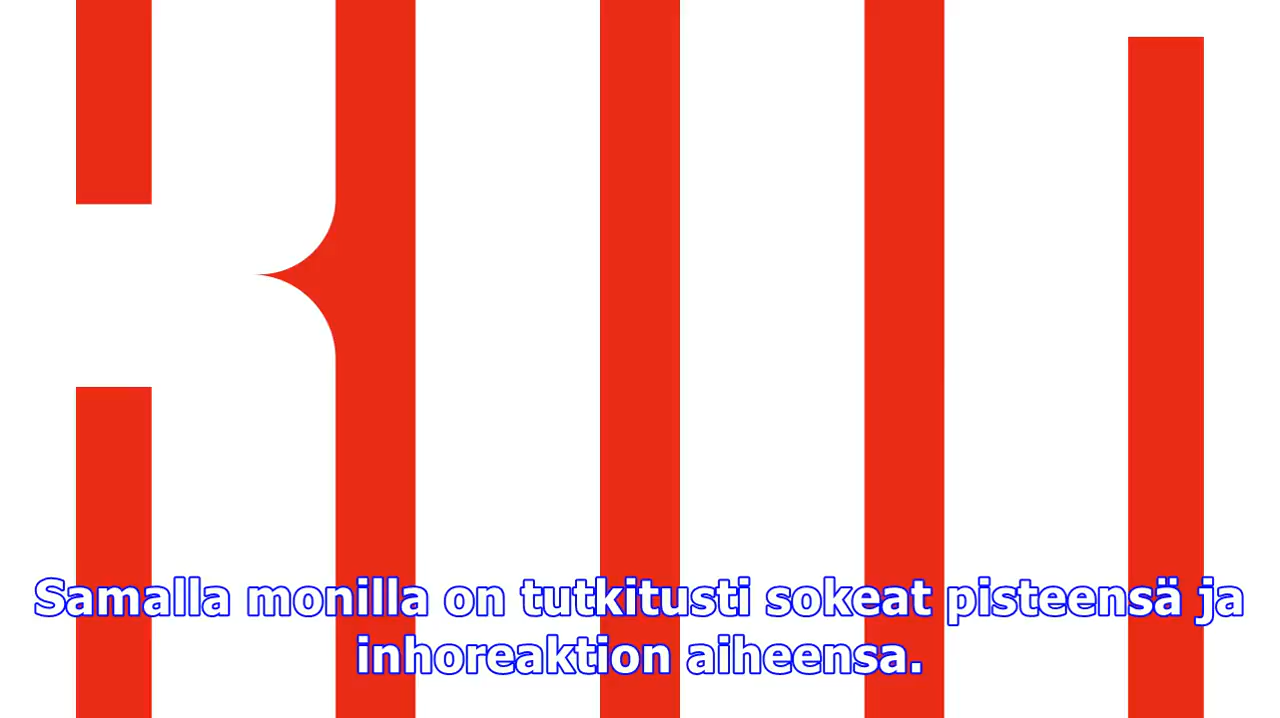 Samalla monilla on tutkitusti sokeat pisteensä ja
inhoreaktion aiheensa.